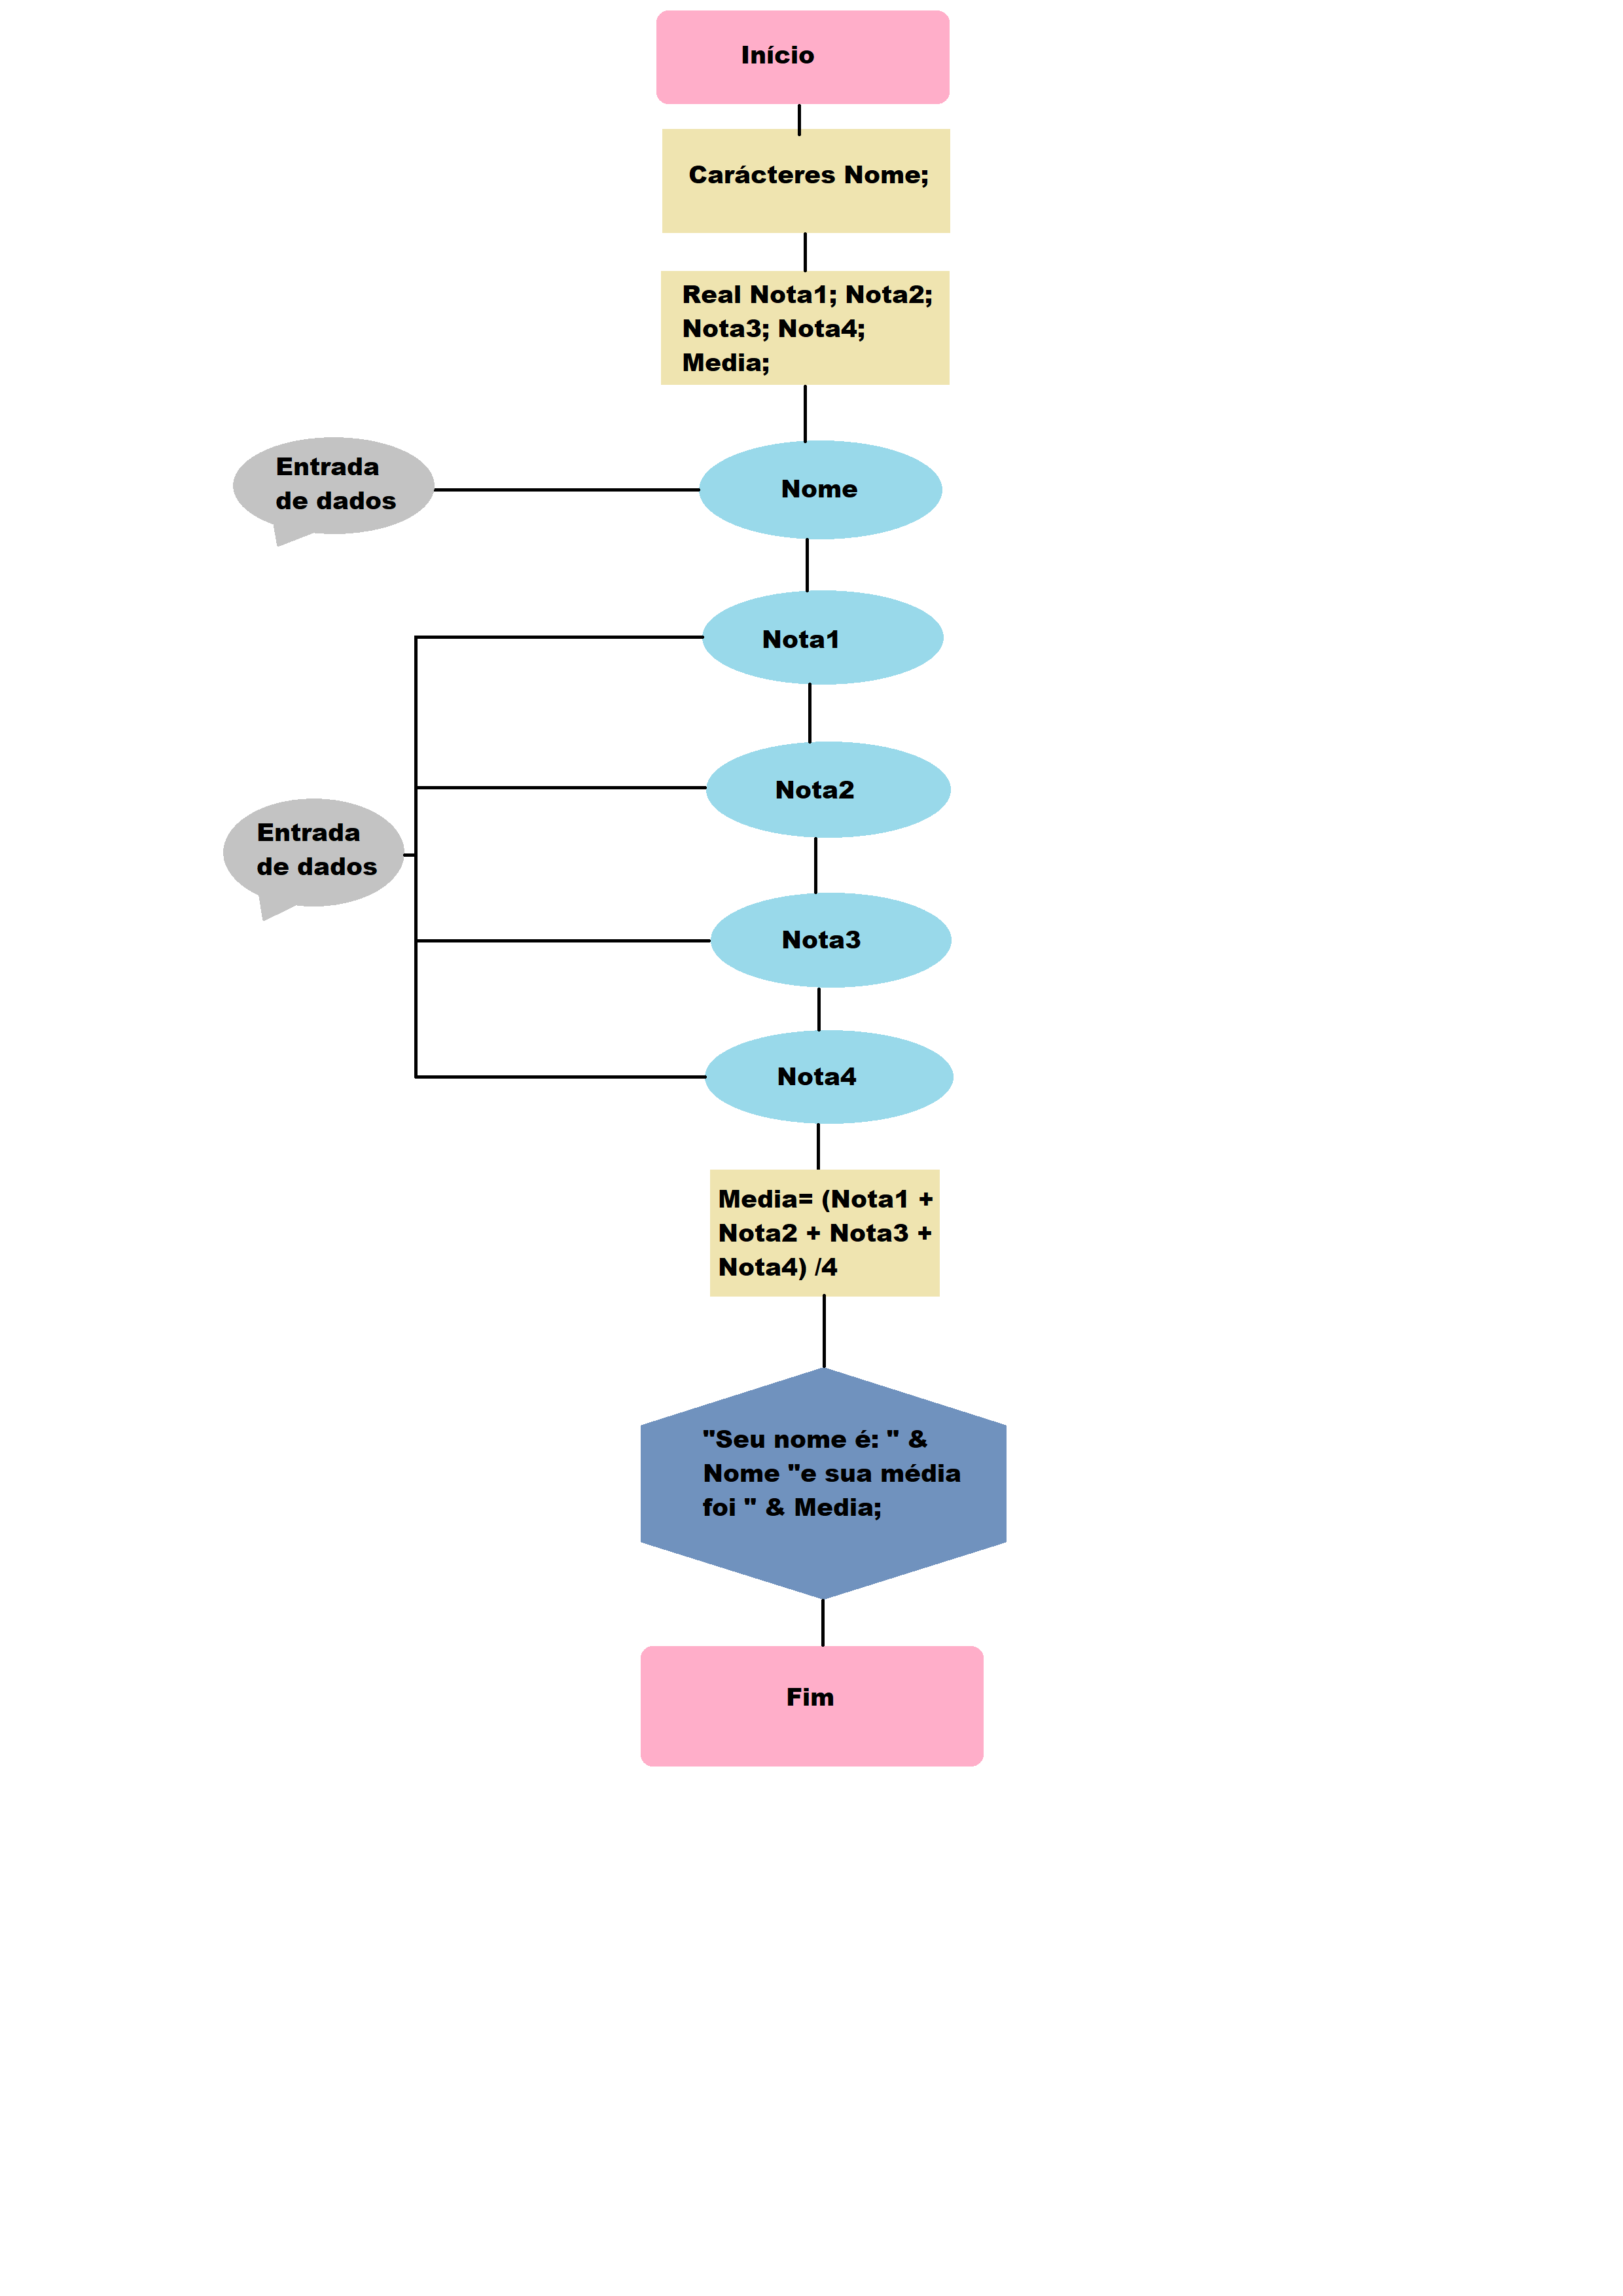 Início
Carácteres Nome;
Real Nota1; Nota2;
Nota3; Nota4;
Media;
Entrada
de dados
Nome
Nota1
Nota2
Entrada
de dados
Nota3
Nota4
Media= (Nota1 +
Nota2 + Nota3 +
Nota4) /4
"Seu nome é: " &
Nome "e sua média
foi " & Media;
Fim